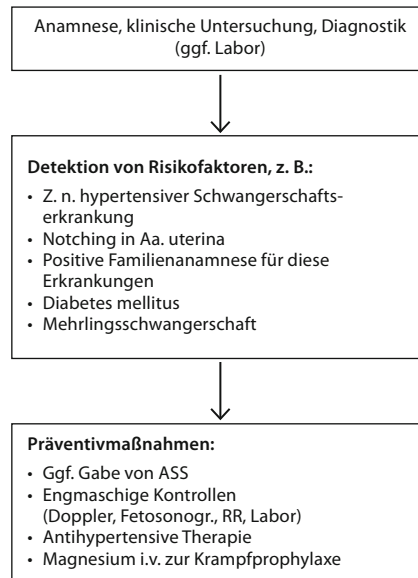 Anamnese, klinische Untersuchung, Diagnostik
(ggf. Labor)
Detektion von Risikofaktoren, z. B.:
• Z. n. hypertensiver Schwangerschafts-
erkrankung
• Notching in Aa. uterina
• Positive Familienanamnese für diese
Erkrankungen
• Diabetes mellitus
• Mehrlingsschwangerschaft
Präventivmaßnahmen:
• Ggf. Gabe von ASS
• Engmaschige Kontrollen
(Doppler, Fetosonogr., RR, Labor)
• Antihypertensive Therapie
• Magnesium i.v. zur Krampfprophylaxe